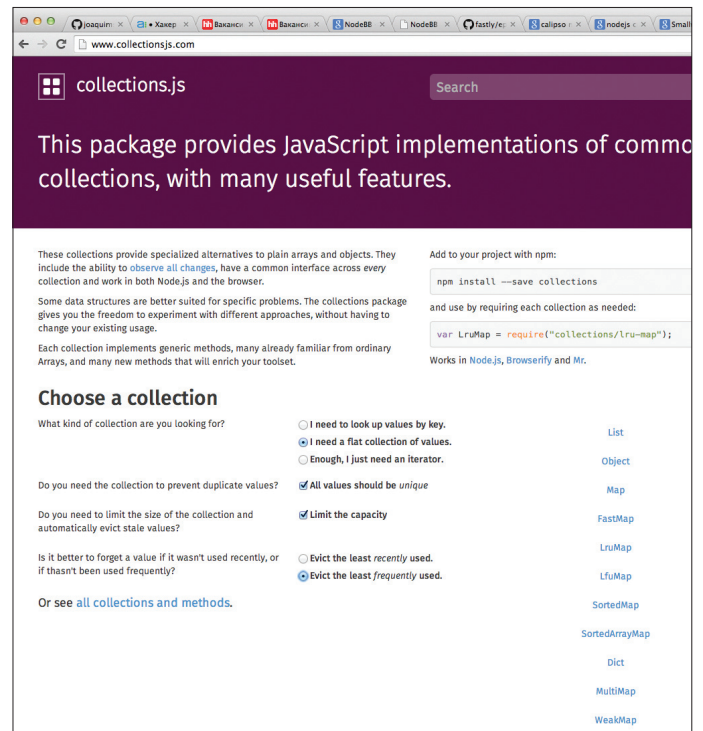 joaquim
Хакер
hh Ваканси
hh Ваканси
8 NodeBB
NodeBB
fastly/ep
8 calipso
8 nodejs c
8 Small
www.collectionsjs.com
collections.js
Search
This package provides JavaScript implementations of commo
collections, with many useful features.
These collections provide specialized alternatives to plain arrays and objects. They
include the ability to observe all changes, have a common interface across every
collection and work in both Node.js and the browser.
Some data structures are better suited for specific problems. The collections package
gives you the freedom to experiment with different approaches, without having to
change your existing usage.
Each collection implements generic methods, many already familiar from ordinary
Arrays, and many new methods that will enrich your toolset.
Add to your project with npm:
npm install --save collections
and use by requiring each collection as needed:
var LruMap = require("collections/lru-map");
Works in Node.js, Browserify and Mr.
Choose a collection
What kind of collection are you looking for?
I need to look up values by key.
I need a flat collection of values.
Enough, I just need an iterator.
Do you need the collection to prevent duplicate values?
All values should be unique
Do you need to limit the size of the collection and
automatically evict stale values?
Limit the capacity
Is it better to forget a value if it wasn't used recently, or
if thasn't been used frequently?
Evict the least recently used.
Evict the least frequently used.
Or see all collections and methods.
List
Object
Map
FastMap
LruMap
LfuMap
SortedMap
SortedArrayMap
Dict
MultiMap
WeakMap